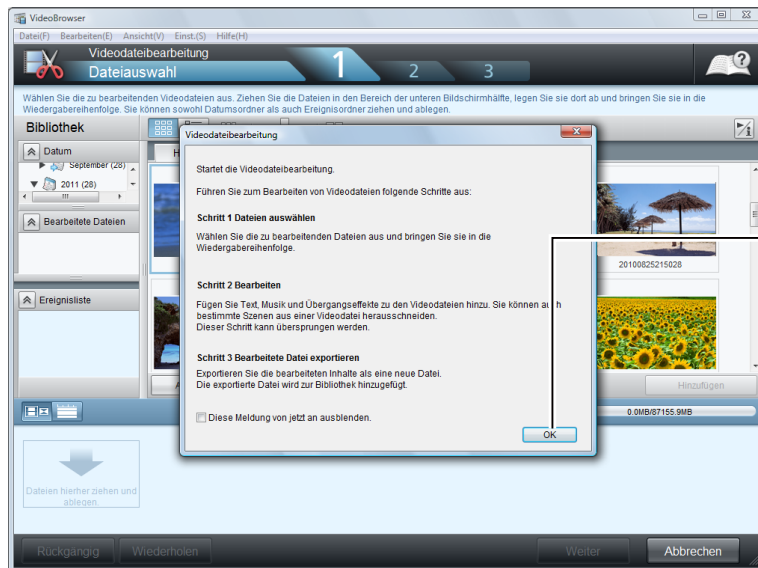 VideoBrowser
Datei(F) Bearbeiten(E) Ansicht(V) Einst.(S) Hilfe(H)
Videodateibearbeitung
Dateiauswahl
1 2 3
Wählen Sie die zu bearbeitenden Videodateien aus. Ziehen Sie die Dateien in den Bereich der unteren Bildschirmhälfte, legen Sie sie dort ab und bringen Sie sie in die
Wiedergabereihenfolge. Sie können sowohl Datumsordner als auch Ereignisordner ziehen und ablegen.
Bibliothek
Datum
September (28)
2011 (28)
Bearbeitete Dateien
Ereignisliste
Videodateibearbeitung
Startet die Videodateibearbeitung.
Führen Sie zum Bearbeiten von Videodateien folgende Schritte aus:
Schritt 1 Dateien auswählen
Wählen Sie die zu bearbeitenden Dateien aus und bringen Sie sie in die
Wiedergabereihenfolge.
Schritt 2 Bearbeiten
Fügen Sie Text, Musik und Übergangseffekte zu den Videodateien hinzu. Sie können auch
bestimmte Szenen aus einer Videodatei herausschneiden.
Dieser Schritt kann übersprungen werden.
Schritt 3 Bearbeitete Datei exportieren
Exportieren Sie die bearbeiteten Inhalte als eine neue Datei.
Die exportierte Datei wird zur Bibliothek hinzugefügt.
Diese Meldung von jetzt an ausblenden.
OK
20100825215028
Hinzufügen
0.0MB/87155.9MB
Dateien hierher ziehen und
ablegen.
Rückgängig Wiederholen Weiter Abbrechen